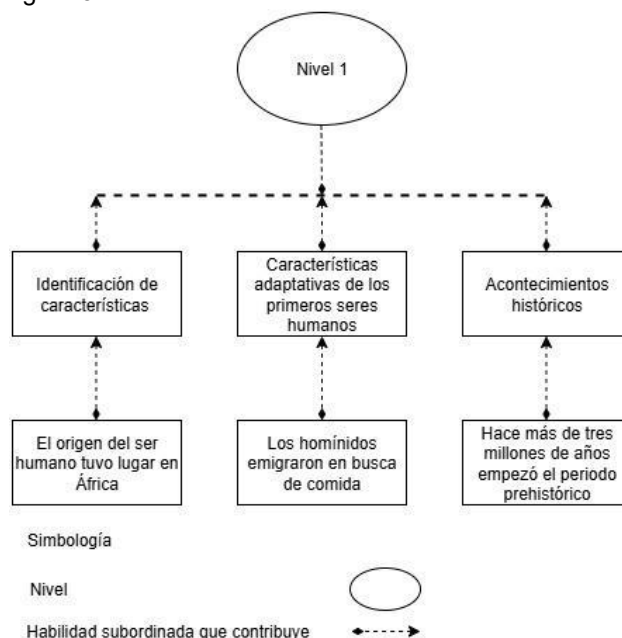 Nivel 1
Identificación de
características
Características
adaptativas de los
primeros seres
humanos
Acontecimientos
históricos
El origen del ser
humano tuvo lugar en
África
Los homínidos
emigraron en busca
de comida
Hace más de tres
millones de años
empezó el periodo
prehistórico
Simbología
Nivel
Habilidad subordinada que contribuye